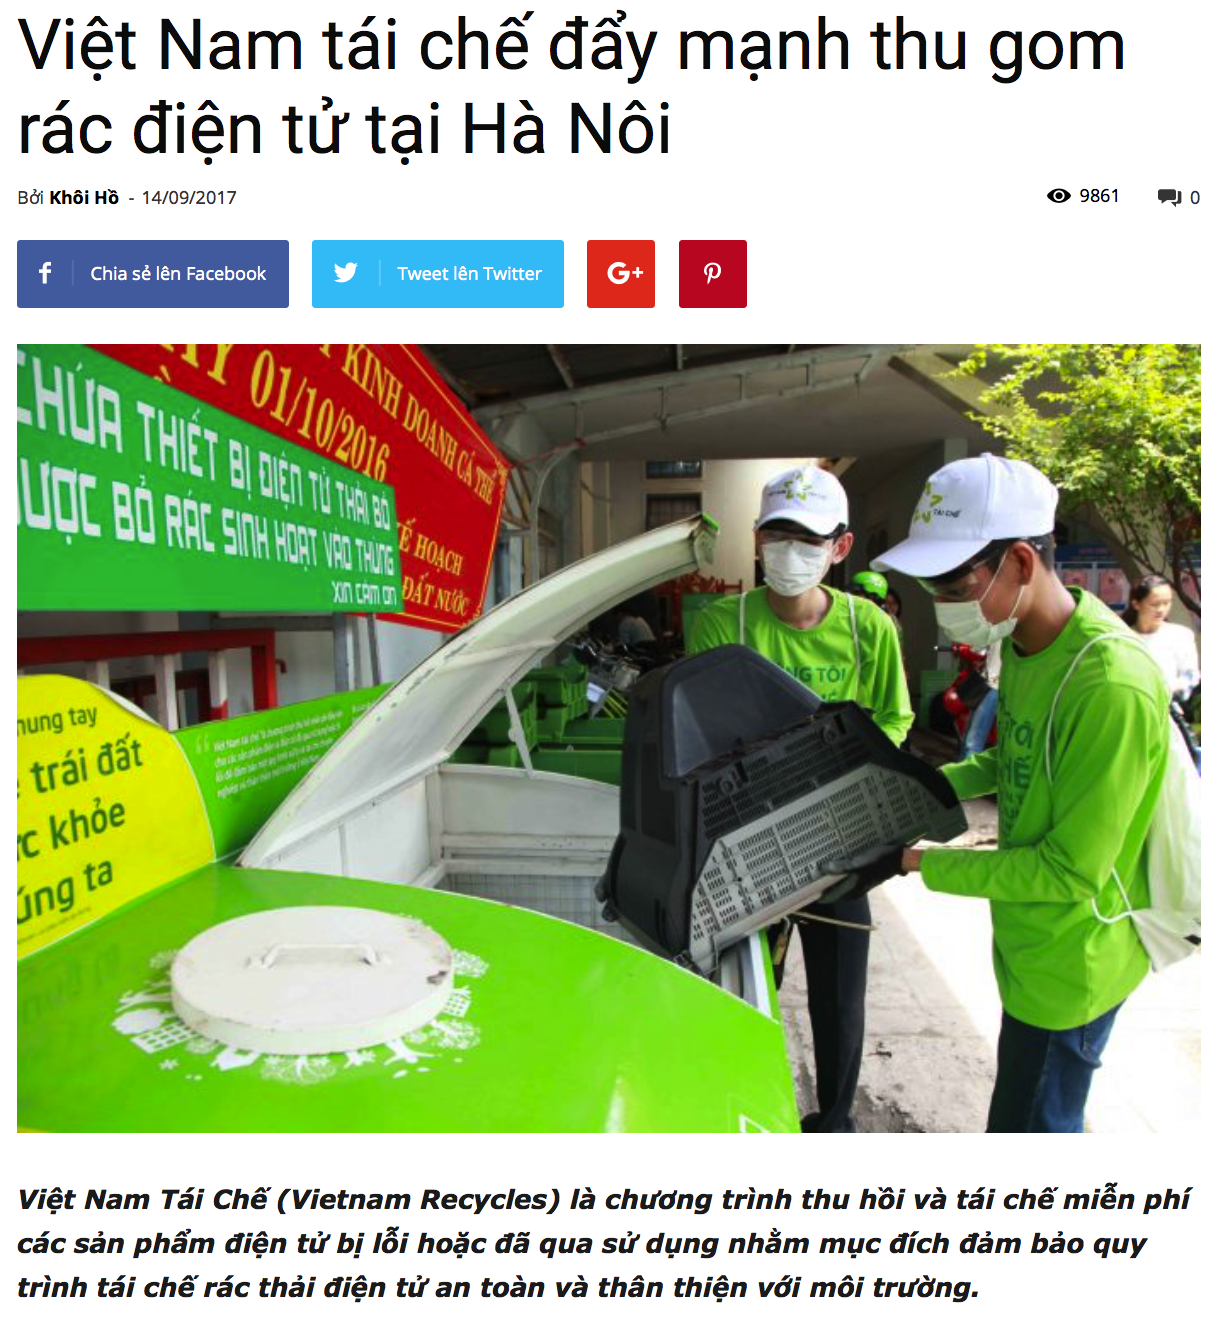 Việt Nam tái chế đẩy mạnh thu gom
rác điện tử tại Hà Nôi
Bởi Khôi Hồ - 14/09/2017
9861
0
Chia sẻ lên Facebook
Tweet lên Twitter
G+
KINH DOANH CÁ THỂ
01/10/2016
HOẠCH
ĐẤT NƯỚC
CHỨA THIẾT BỊ ĐIỆN TỬ THẢI BỎ
ĐƯỢC BỎ RÁC SINH HOẠT VÀO THÙNG
XIN CẢM ƠN
hung tay
trái đất
khỏe
úng ta
TÁI CHẾ
NG TÔI
Việt Nam Tái Chế (Vietnam Recycles) là chương trình thu hồi và tái chế miễn phí
các sản phẩm điện tử bị lỗi hoặc đã qua sử dụng nhằm mục đích đảm bảo quy
trình tái chế rác thải điện tử an toàn và thân thiện với môi trường.